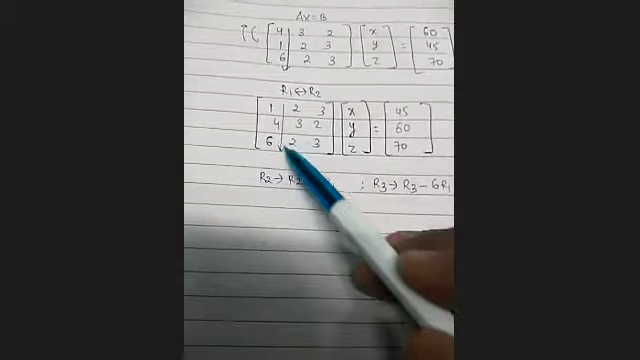 AX = B
[ 4 3 2 ] [ x ] = [ 60 ]
[ 1 2 3 ] [ y ] = [ 45 ]
[ 6 2 3 ] [ z ] = [ 70 ]
R1 ↔ R2
[ 1 2 3 ] [ x ] = [ 45 ]
[ 4 3 2 ] [ y ] = [ 60 ]
[ 6 2 3 ] [ z ] = [ 70 ]
R2 → R2 ; R3 → R3 - 6R1